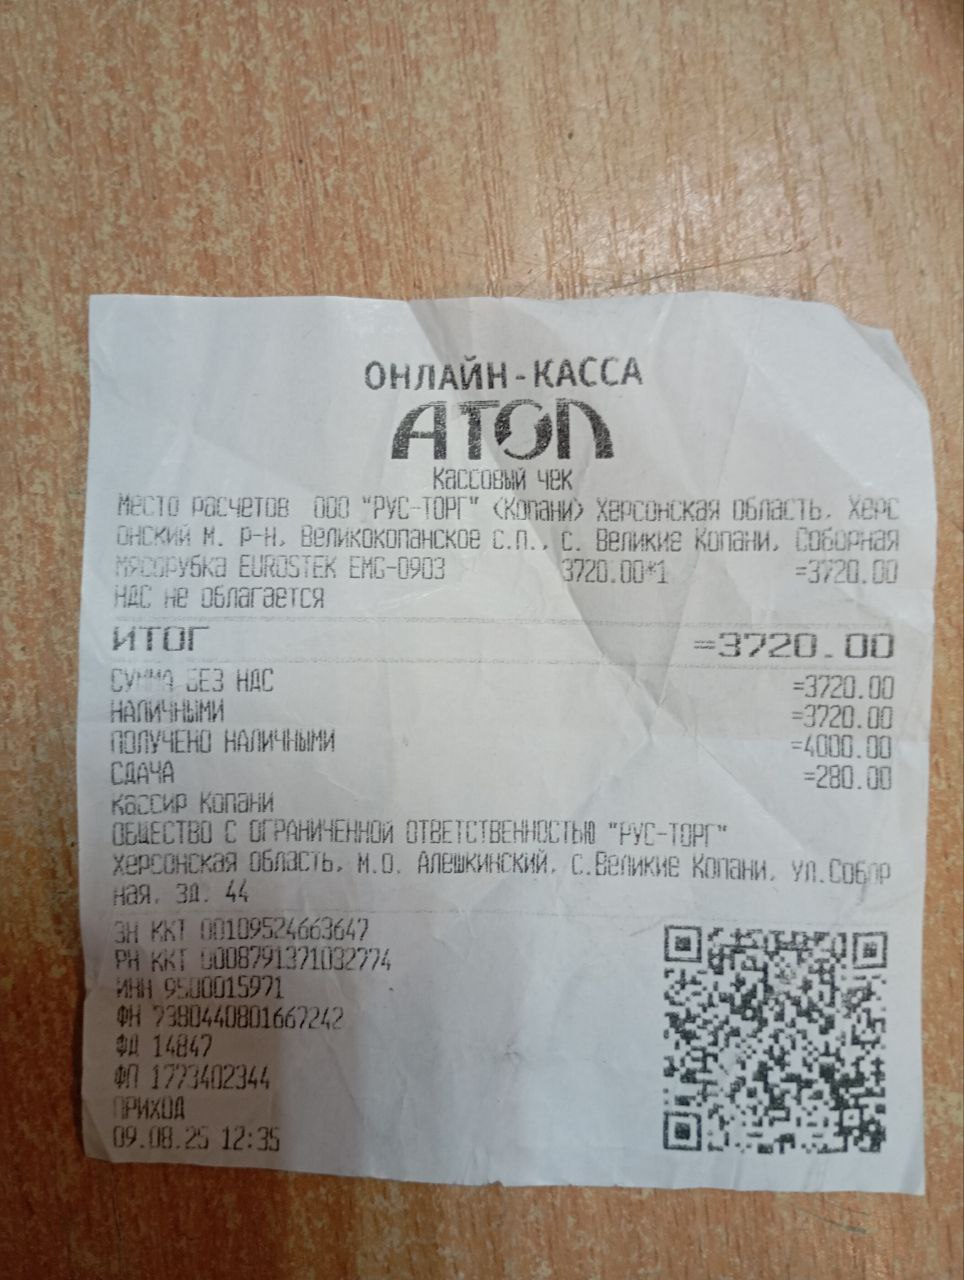 ОНЛАЙН-КАССА
АТОЛ
Кассовый чек
Место расчетов ООО "РУС-ТОРГ" <Копани> Херсонская область, Херс
онский м. р-н, Великокопанское с.п., с. Великие Копани, Соборная
МЯСОРУБКА EUROSTEK EMG-0903 3720.00*1 =3720.00
НДС не облагается
ИТОГ =3720.00
СУММА БЕЗ НДС =3720.00
НАЛИЧНЫМИ =3720.00
ПОЛУЧЕНО НАЛИЧНЫМИ =4000.00
СДАЧА =280.00
Кассир Копани
ОБЩЕСТВО С ОГРАНИЧЕННОЙ ОТВЕТСТВЕННОСТЬЮ "РУС-ТОРГ"
Херсонская область, м.о. Алешкинский, с.Великие Копани, ул.Собор
ная, зд. 44
ЗН ККТ 00109524663647
РН ККТ 0008791371032774
ИНН 9500015971
ФН 7380440801667242
ФД 14847
ФП 1773402344
ПРИХОД
09.08.25 12:35